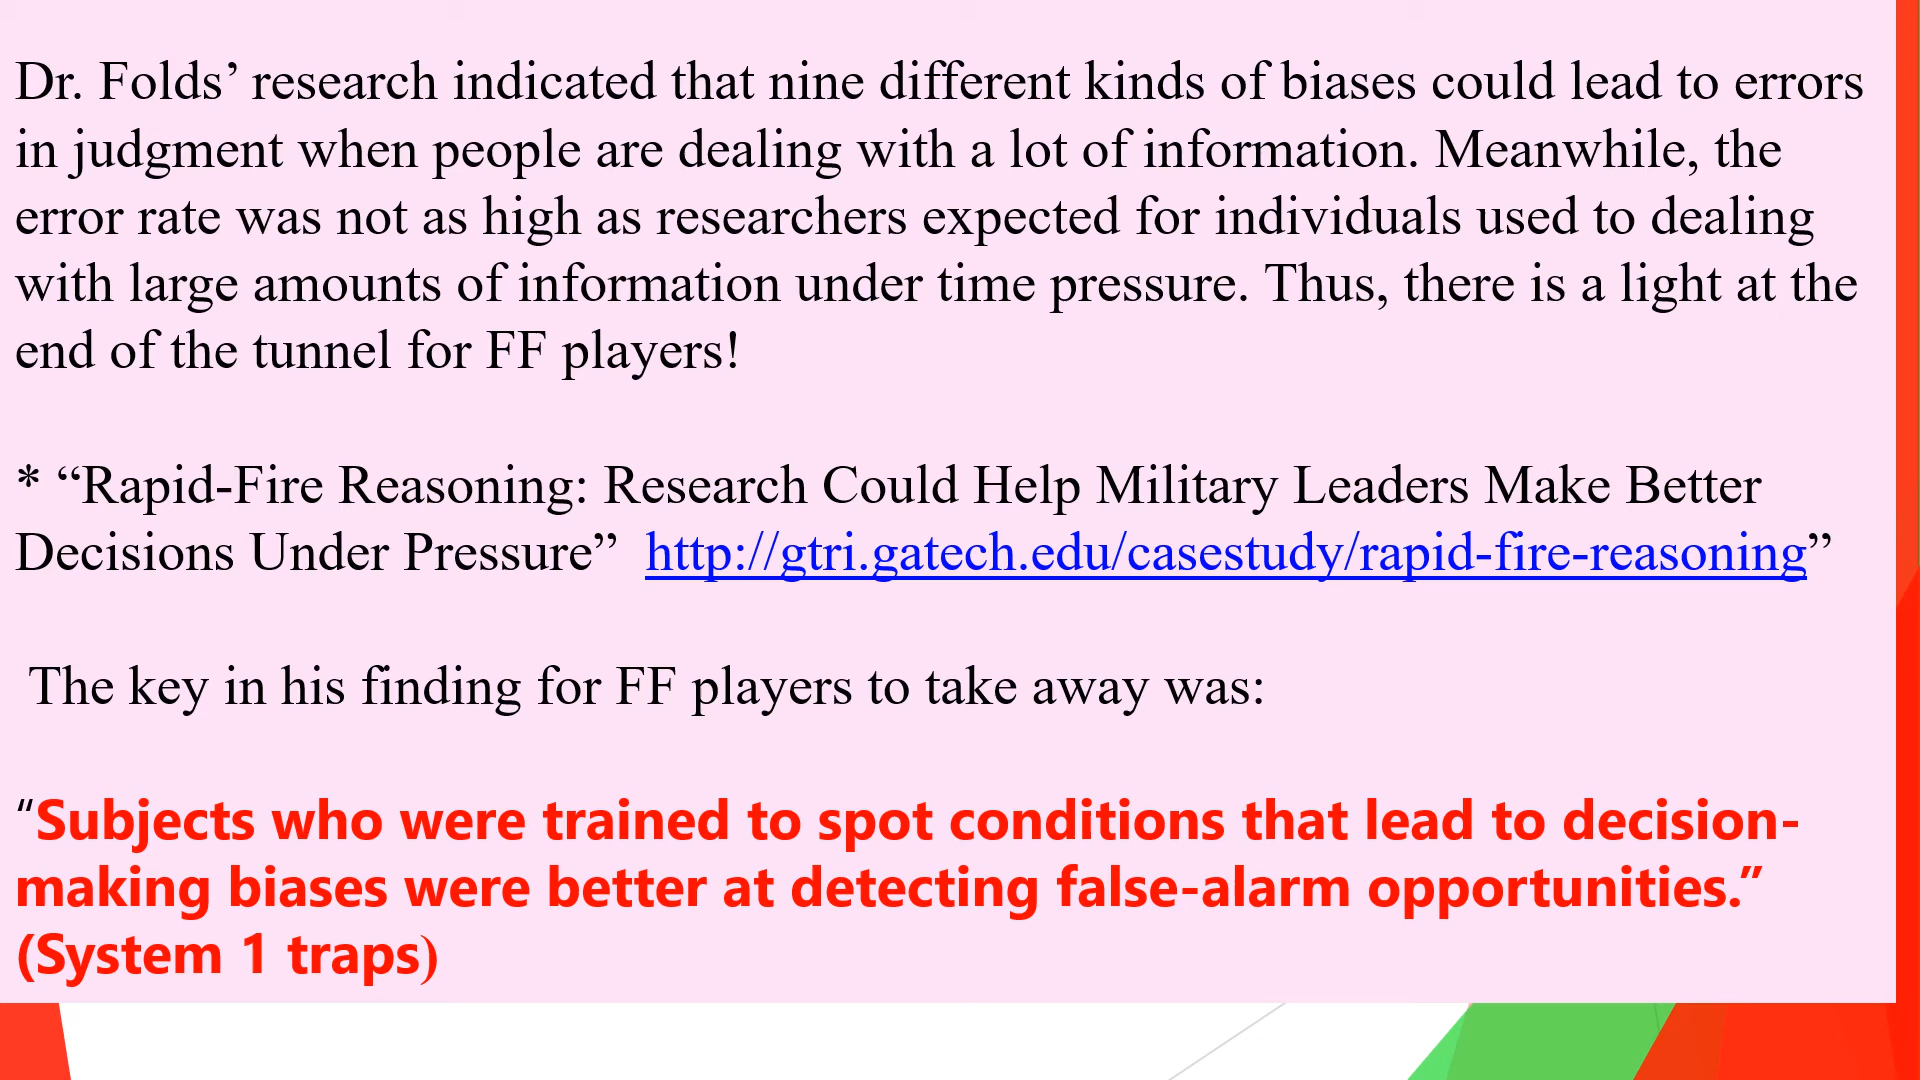 Dr. Folds’ research indicated that nine different kinds of biases could lead to errors
in judgment when people are dealing with a lot of information. Meanwhile, the
error rate was not as high as researchers expected for individuals used to dealing
with large amounts of information under time pressure. Thus, there is a light at the
end of the tunnel for FF players!
* “Rapid-Fire Reasoning: Research Could Help Military Leaders Make Better
Decisions Under Pressure” http://gtri.gatech.edu/casestudy/rapid-fire-reasoning”
The key in his finding for FF players to take away was:
“Subjects who were trained to spot conditions that lead to decision-
making biases were better at detecting false-alarm opportunities.”
(System 1 traps)